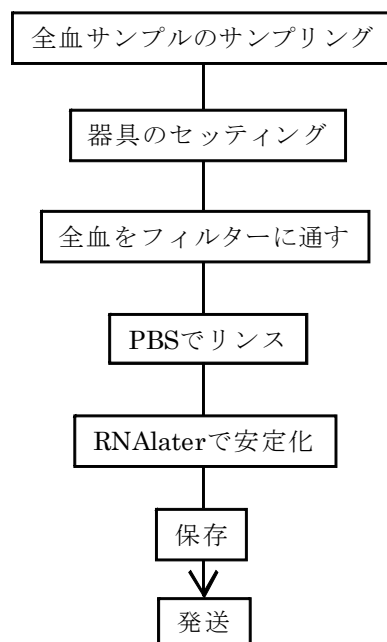 全血サンプルのサンプリング
器具のセッティング
全血をフィルターに通す
PBSでリンス
RNAlaterで安定化
保存
発送